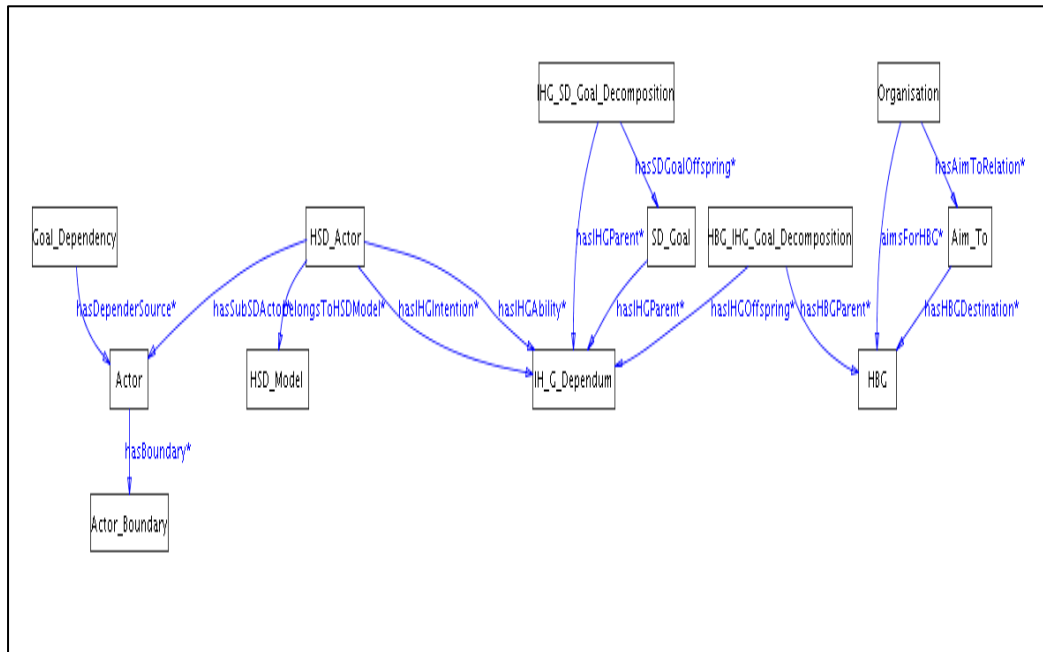 IHG_SD_Goal_Decomposition
Organisation
hasSDGoalOffspring*
hasAimToRelation*
Goal_Dependency
HSD_Actor
hasIHGParent*
SD_Goal
HBG_IHG_Goal_Decomposition
aimsForHBG*
Aim_To
hasDependerSource*
hasSubSDActor
belongsToHSDModel*
hasIHGIntention*
hasIHGAbility*
hasIHGParent*
hasIHGOffspring*
hasHBGParent*
hasHBGDestination*
Actor
HSD_Model
IH_G_Dependum
HBG
hasBoundary*
Actor_Boundary